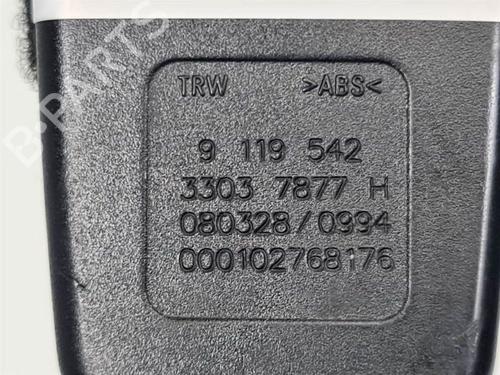 B-PARTS
TRW >ABS<
9 119 542
3303 7877 H
080328/0994
000102768176